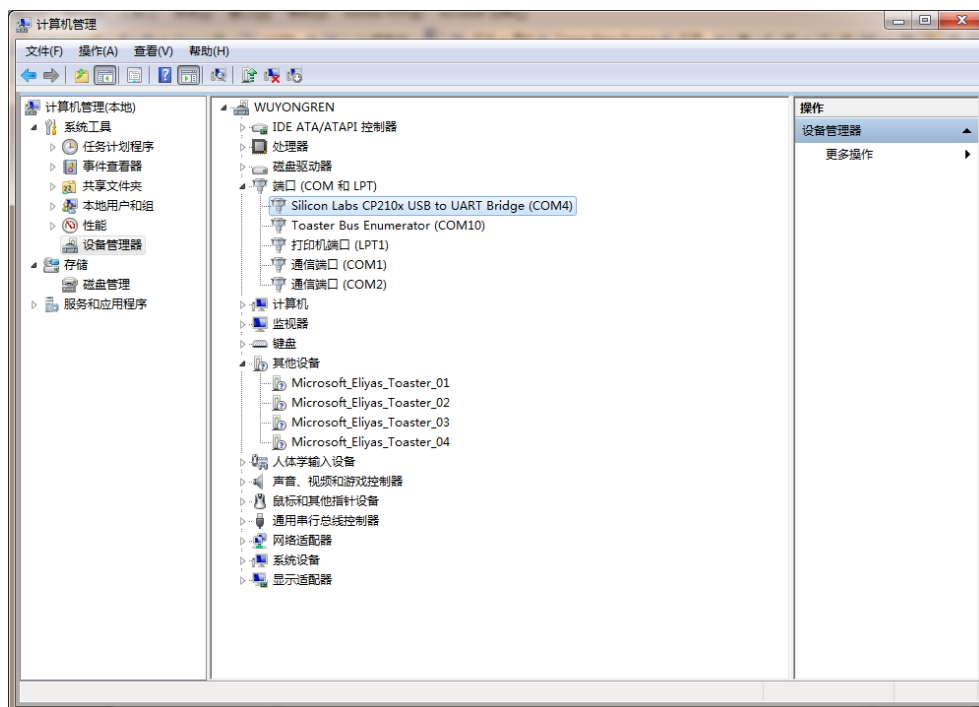 计算机管理
文件(F) 操作(A) 查看(V) 帮助(H)
计算机管理(本地)
系统工具
任务计划程序
事件查看器
共享文件夹
本地用户和组
性能
设备管理器
存储
磁盘管理
服务和应用程序
WUYONGREN
IDE ATA/ATAPI 控制器
处理器
磁盘驱动器
端口 (COM 和 LPT)
Silicon Labs CP210x USB to UART Bridge (COM4)
Toaster Bus Enumerator (COM10)
打印机端口 (LPT1)
通信端口 (COM1)
通信端口 (COM2)
计算机
监视器
键盘
其他设备
Microsoft_Eliyas_Toaster_01
Microsoft_Eliyas_Toaster_02
Microsoft_Eliyas_Toaster_03
Microsoft_Eliyas_Toaster_04
人体学输入设备
声音、视频和游戏控制器
鼠标和其他指针设备
通用串行总线控制器
网络适配器
系统设备
显示适配器
操作
设备管理器
更多操作